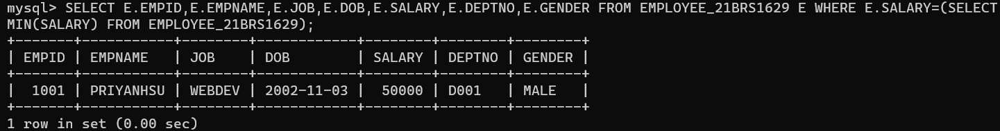 mysql> SELECT E.EMPID,E.EMPNAME,E.JOB,E.DOB,E.SALARY,E.DEPTNO,E.GENDER FROM EMPLOYEE_21BRS1629 E WHERE E.SALARY=(SELECT
MIN(SALARY) FROM EMPLOYEE_21BRS1629);
+-------+-----------+--------+------------+--------+--------+--------+
| EMPID | EMPNAME   | JOB    | DOB        | SALARY | DEPTNO | GENDER |
+-------+-----------+--------+------------+--------+--------+--------+
|  1001 | PRIYANHSU | WEBDEV | 2002-11-03 |  50000 | D001   | MALE   |
+-------+-----------+--------+------------+--------+--------+--------+
1 row in set (0.00 sec)